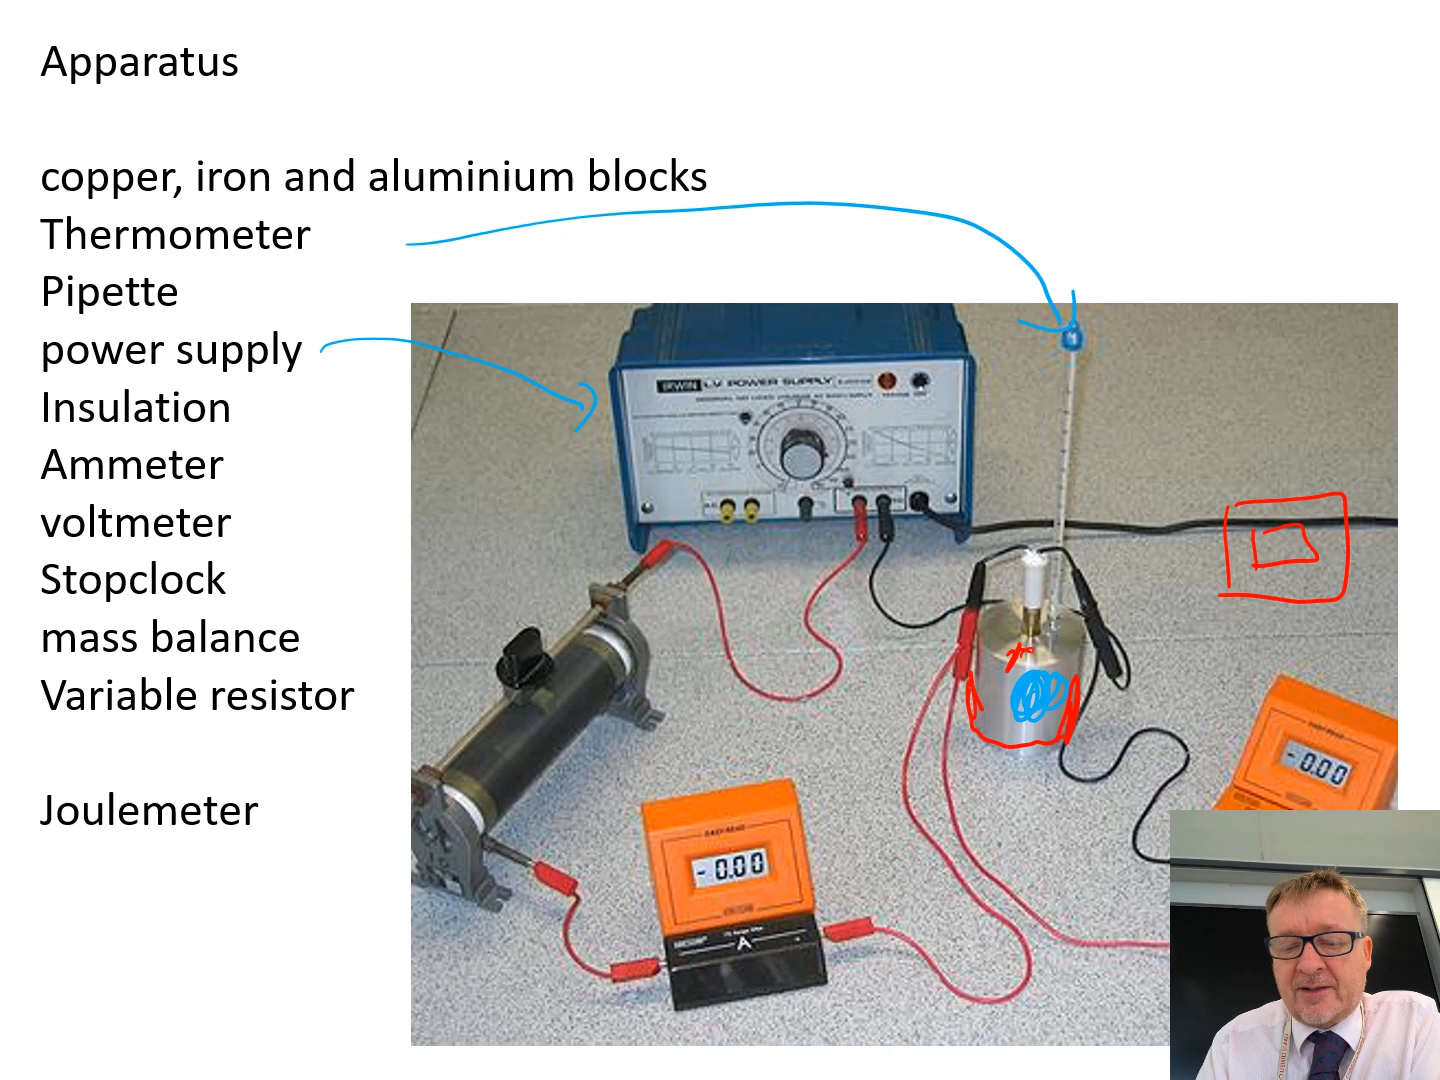 Apparatus
copper, iron and aluminium blocks
Thermometer
Pipette
power supply
Insulation
Ammeter
voltmeter
Stopclock
mass balance
Variable resistor
Joulemeter
IRWIN L.V. POWER SUPPLY
- 0.00
- 0.00
A